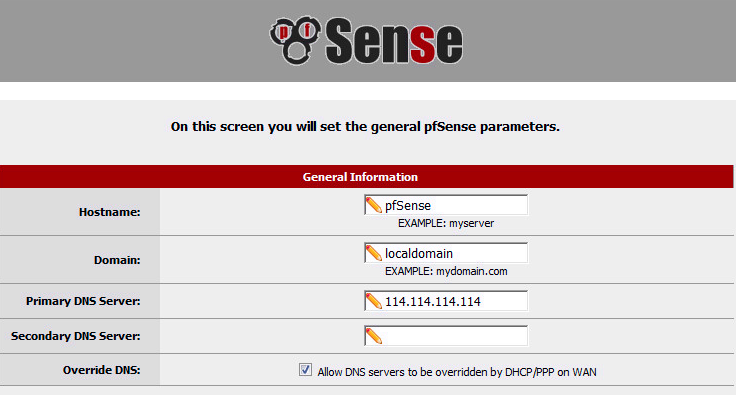 pf Sense
On this screen you will set the general pfSense parameters.
General Information
Hostname: pfSense
EXAMPLE: myserver
Domain: localdomain
EXAMPLE: mydomain.com
Primary DNS Server: 114.114.114.114
Secondary DNS Server:
Override DNS: Allow DNS servers to be overridden by DHCP/PPP on WAN